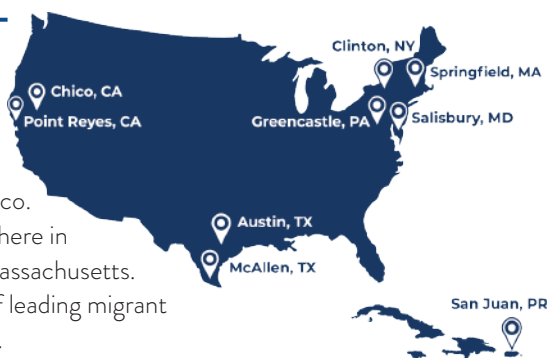 Clinton, NY
Springfield, MA
Chico, CA
Point Reyes, CA
Greencastle, PA
Salisbury, MD
co.
here in
Austin, TX
assachusetts.
McAllen, TX
f leading migrant
San Juan, PR